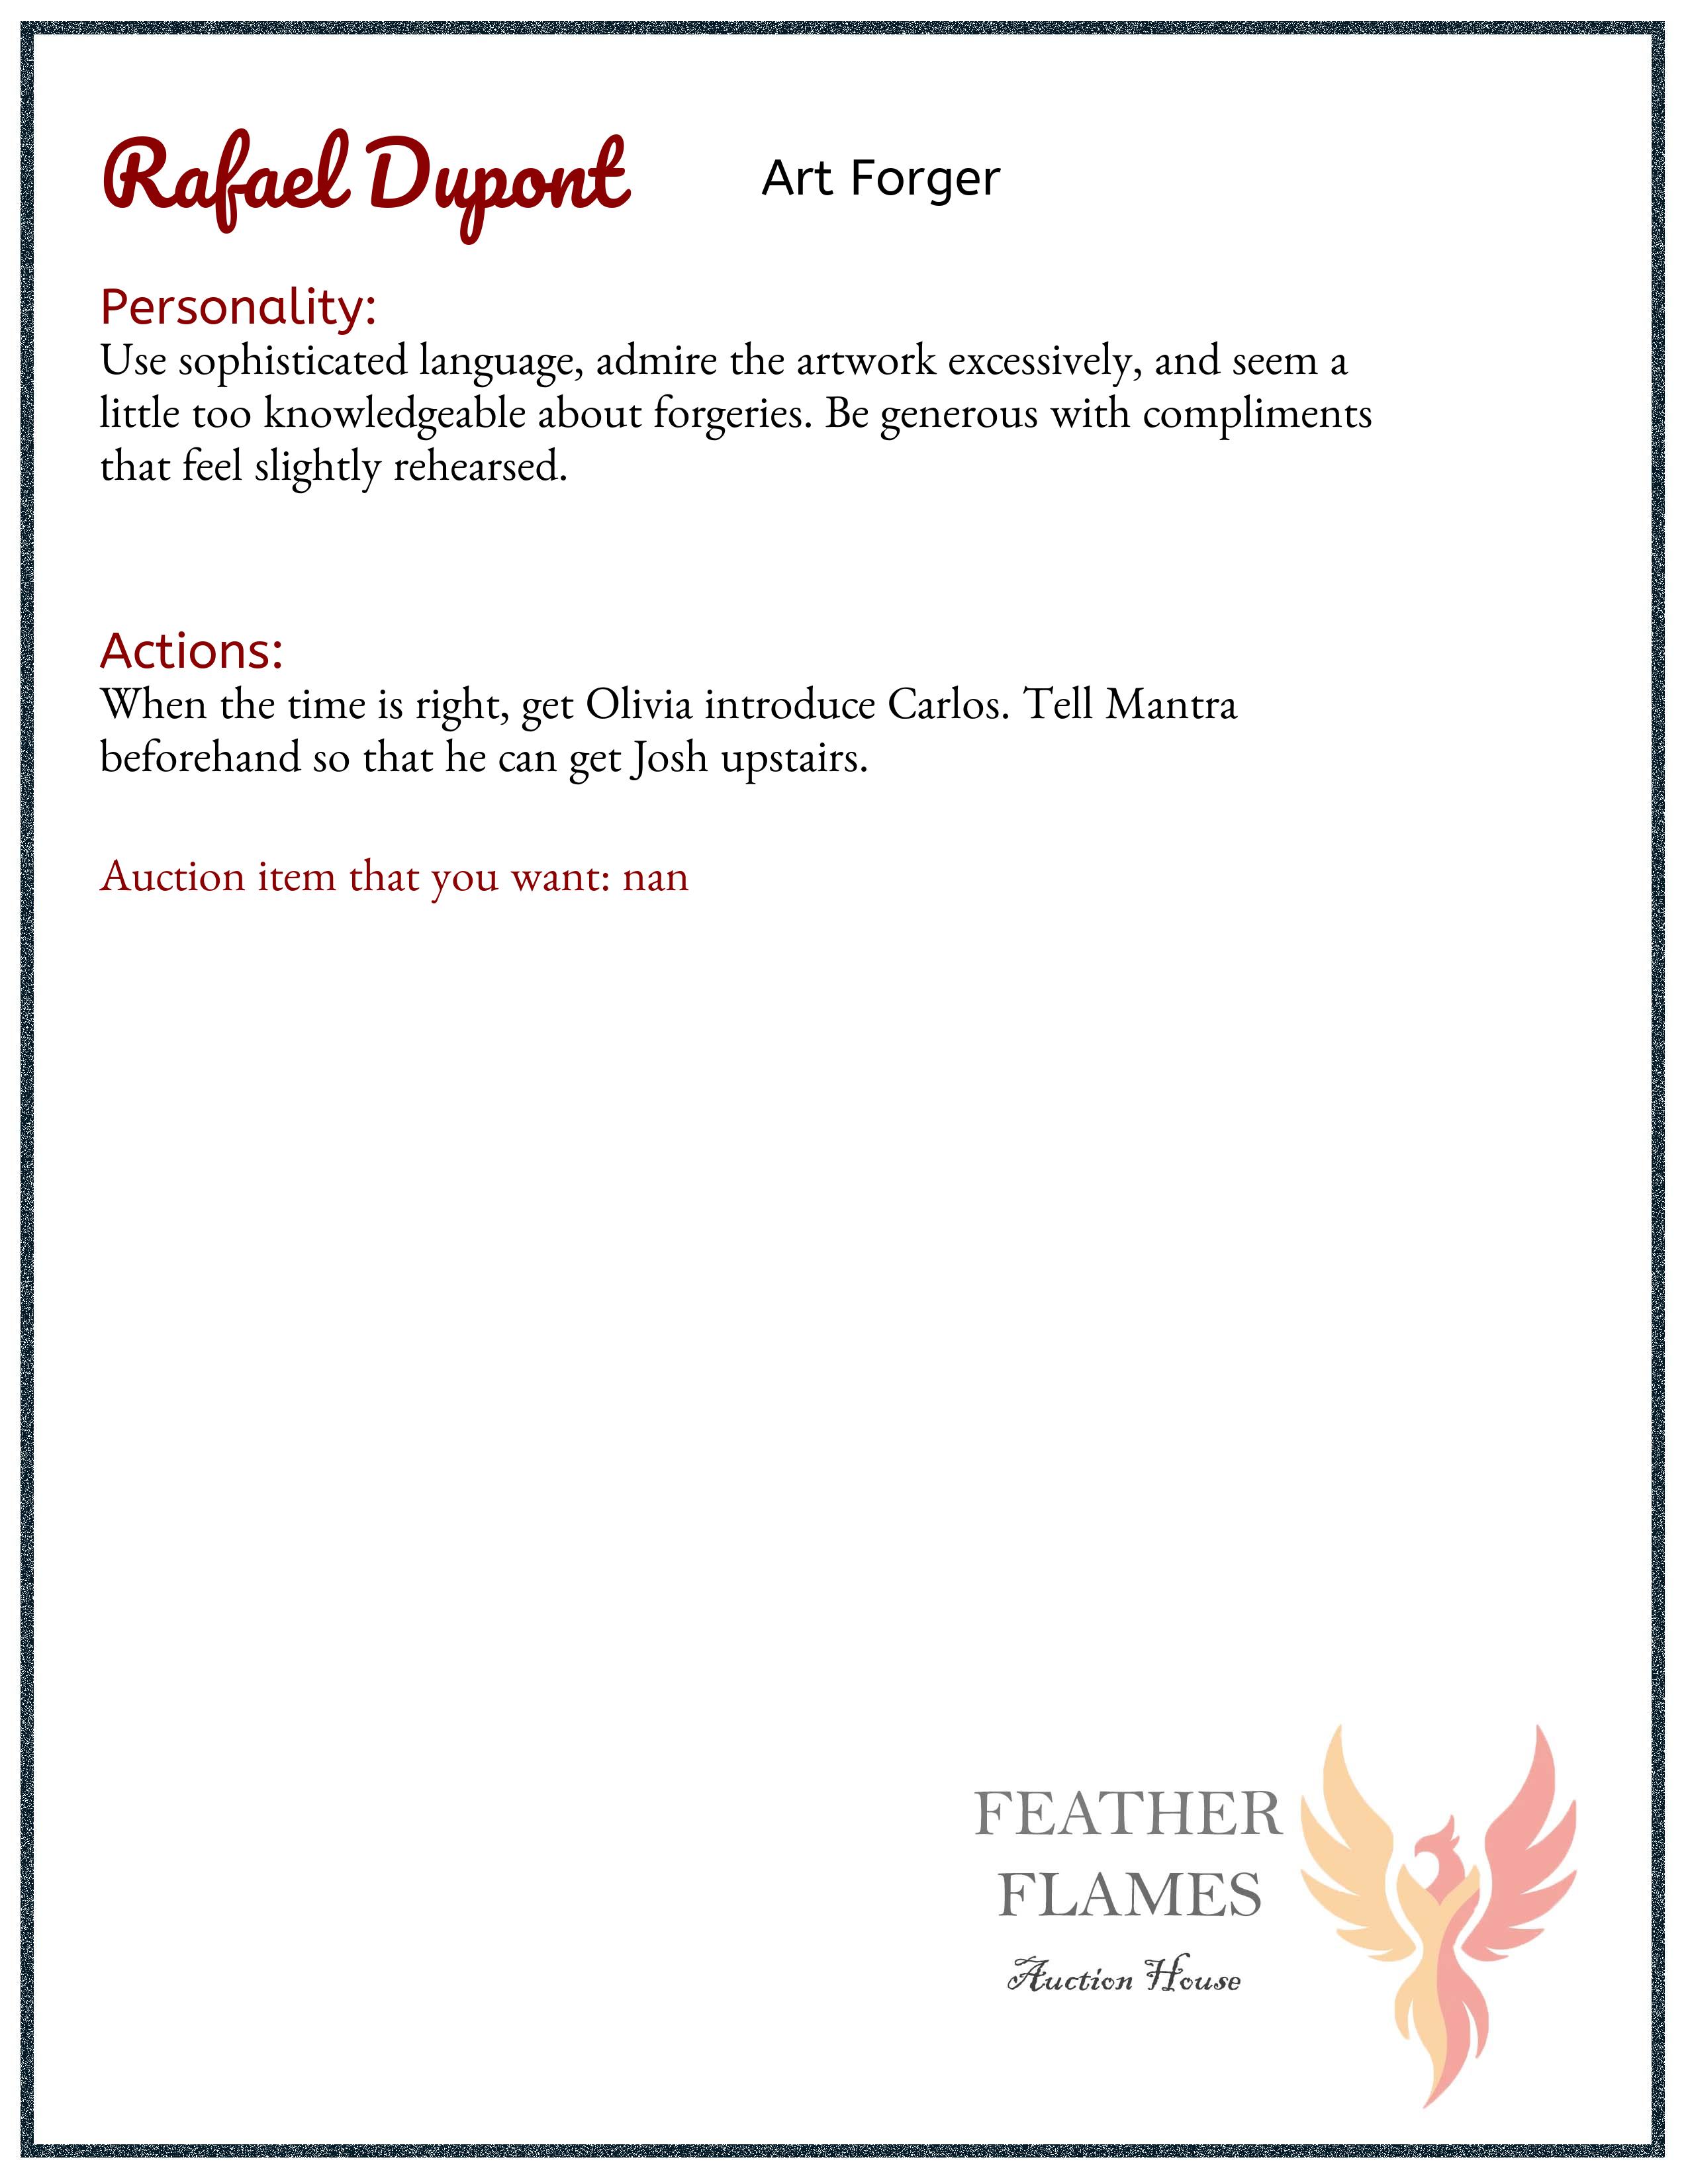 Rafael Dupont Art Forger
Personality:
Use sophisticated language, admire the artwork excessively, and seem a
little too knowledgeable about forgeries. Be generous with compliments
that feel slightly rehearsed.
Actions:
When the time is right, get Olivia introduce Carlos. Tell Mantra
beforehand so that he can get Josh upstairs.
Auction item that you want: nan
FEATHER
FLAMES
Auction House